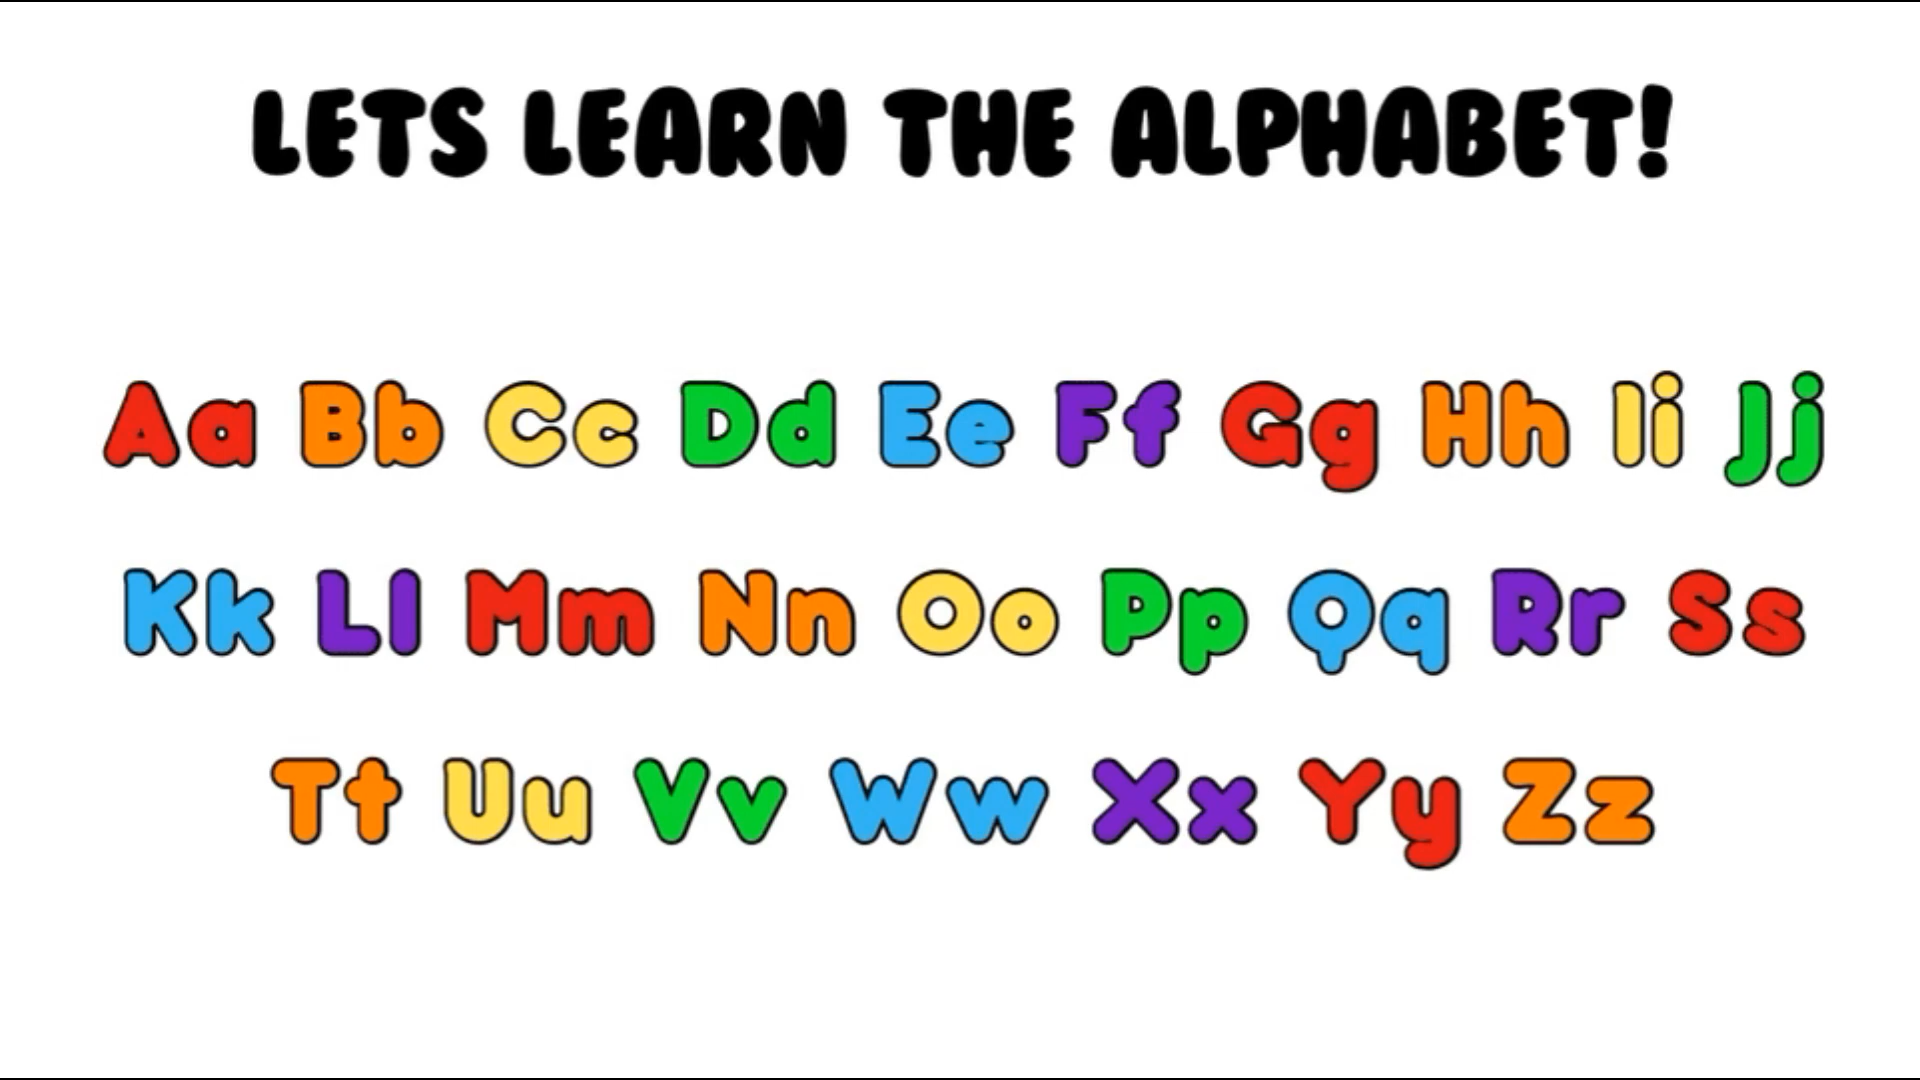 LETS LEARN THE ALPHABET!
Aa Bb Cc Dd Ee Ff Gg Hh Ii Jj
Kk Ll Mm Nn Oo Pp Qq Rr Ss
Tt Uu Vv Ww Xx Yy Zz